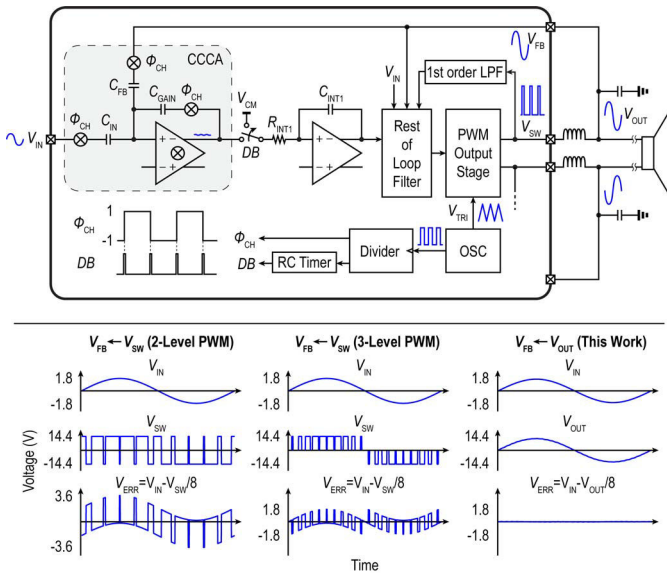 Φ_CH
CCCA
C_FB
C_GAIN Φ_CH
V_CM
V_IN
Φ_CH
C_IN
+ −
− +
DB
R_INT1
C_INT1
+ −
− +
V_IN
V_FB
1st order LPF
V_SW
Rest of Loop Filter
PWM Output Stage
V_OUT
V_TRI
Φ_CH
1
-1
DB
Φ_CH
DB
RC Timer
Divider
OSC
V_FB ← V_SW (2-Level PWM)
V_FB ← V_SW (3-Level PWM)
V_FB ← V_OUT (This Work)
V_IN
V_IN
V_IN
1.8
-1.8
1.8
-1.8
1.8
-1.8
V_SW
V_SW
V_OUT
14.4
-14.4
14.4
-14.4
14.4
-14.4
V_ERR=V_IN-V_SW/8
V_ERR=V_IN-V_SW/8
V_ERR=V_IN-V_OUT/8
3.6
-3.6
1.8
-1.8
1.8
-1.8
Voltage (V)
Time